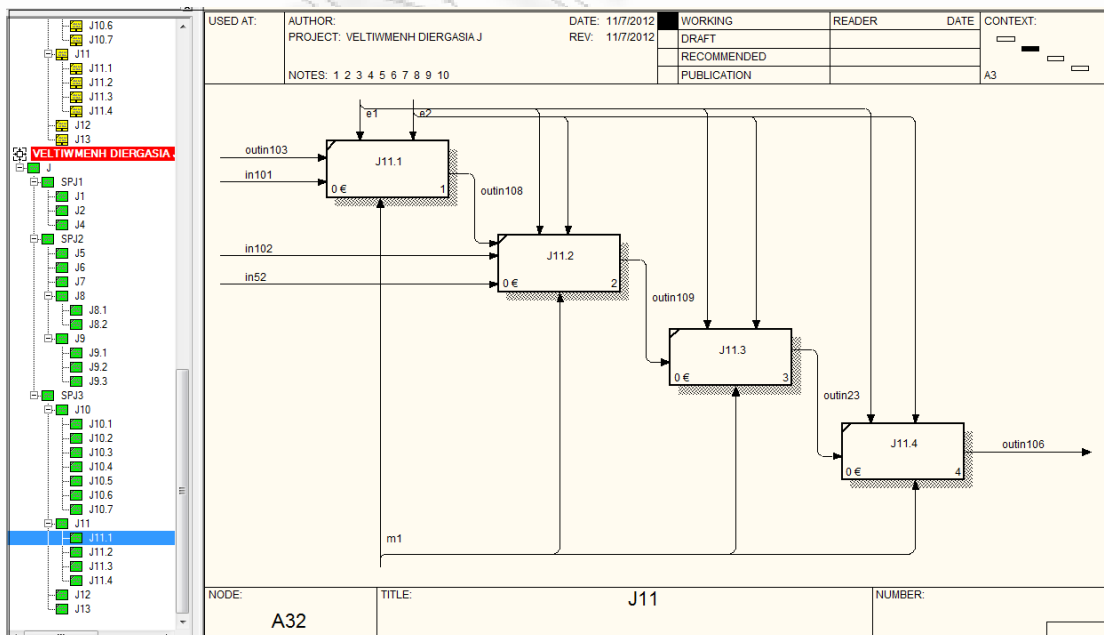 J10.6
J10.7
J11
J11.1
J11.2
J11.3
J11.4
J12
J13
VELTIWMENH DIERGASIA J
J
SPJ1
J1
J2
J4
SPJ2
J5
J6
J7
J8
J8.1
J8.2
J9
J9.1
J9.2
J9.3
SPJ3
J10
J10.1
J10.2
J10.3
J10.4
J10.5
J10.6
J10.7
J11
J11.1
J11.2
J11.3
J11.4
J12
J13
USED AT:
AUTHOR:
DATE: 11/7/2012
PROJECT: VELTIWMENH DIERGASIA J
REV: 11/7/2012
NOTES: 1 2 3 4 5 6 7 8 9 10
WORKING
DRAFT
RECOMMENDED
PUBLICATION
READER
DATE
CONTEXT:
A3
e1
e2
outin103
in101
J11.1
0 €
1
outin108
in102
in52
J11.2
0 €
2
outin109
J11.3
0 €
3
outin23
J11.4
0 €
4
outin106
m1
NODE:
A32
TITLE:
J11
NUMBER: